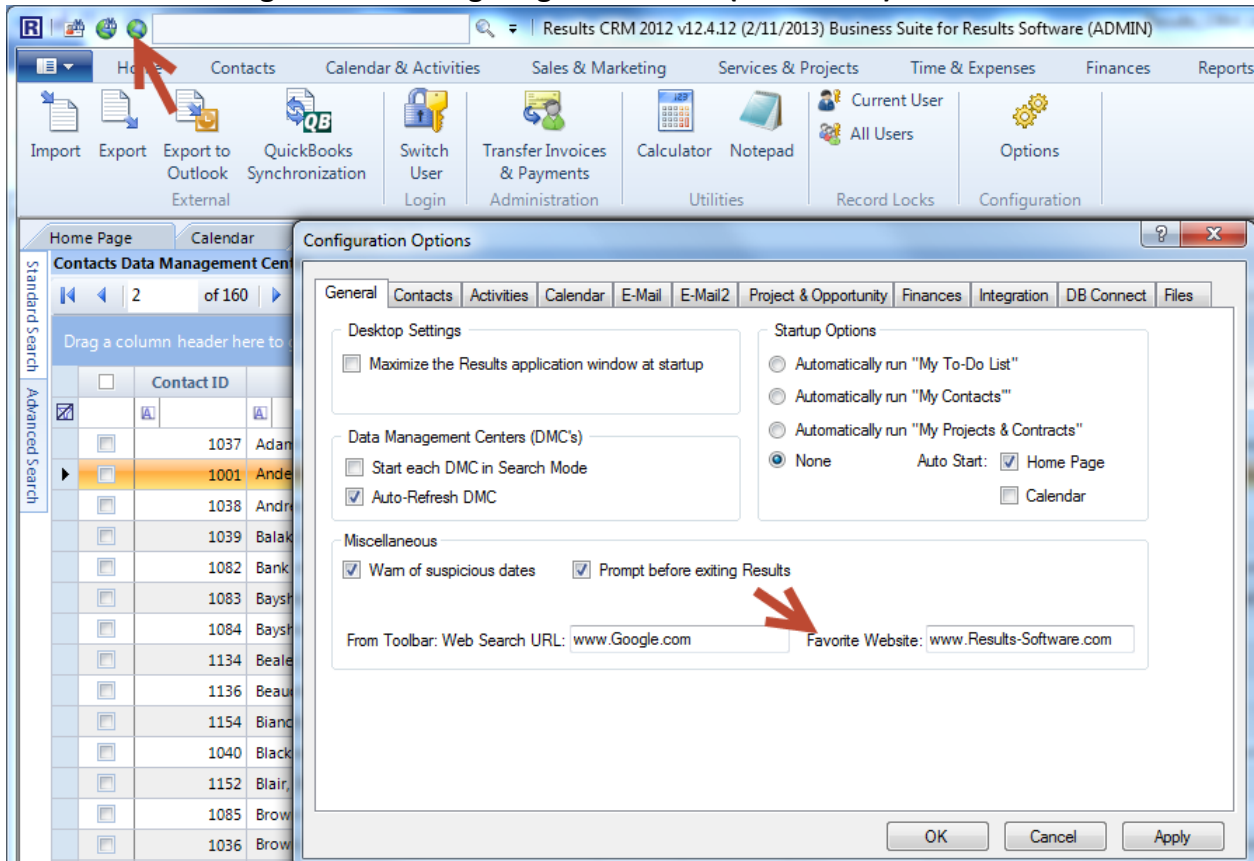 Results CRM 2012 v12.4.12 (2/11/2013) Business Suite for Results Software (ADMIN)
Contacts Calendar & Activities Sales & Marketing Services & Projects Time & Expenses Finances Reports
Import Export Export to Outlook QuickBooks Synchronization Switch User Transfer Invoices & Payments Calculator Notepad Current User All Users Options
External Login Administration Utilities Record Locks Configuration
Home Page Calendar
Contacts Data Management
2 of 160
Drag a column header here to
Standard Search
Advanced Search
Contact ID
1037
1001
1038
1039
1082 Bank
1083
1084
1134
1136
1154
1040 Black
1152 Blair,
1085
1036
Configuration Options
General Contacts Activities Calendar E-Mail E-Mail2 Project & Opportunity Finances Integration DB Connect Files
Desktop Settings
Maximize the Results application window at startup
Data Management Centers (DMC's)
Start each DMC in Search Mode
Auto-Refresh DMC
Startup Options
Automatically run "My To-Do List"
Automatically run "My Contacts'"
Automatically run "My Projects & Contracts"
None Auto Start: Home Page
Calendar
Miscellaneous
Warn of suspicious dates Prompt before exiting Results
From Toolbar: Web Search URL: www.Google.com Favorite Website: www.Results-Software.com
OK Cancel Apply